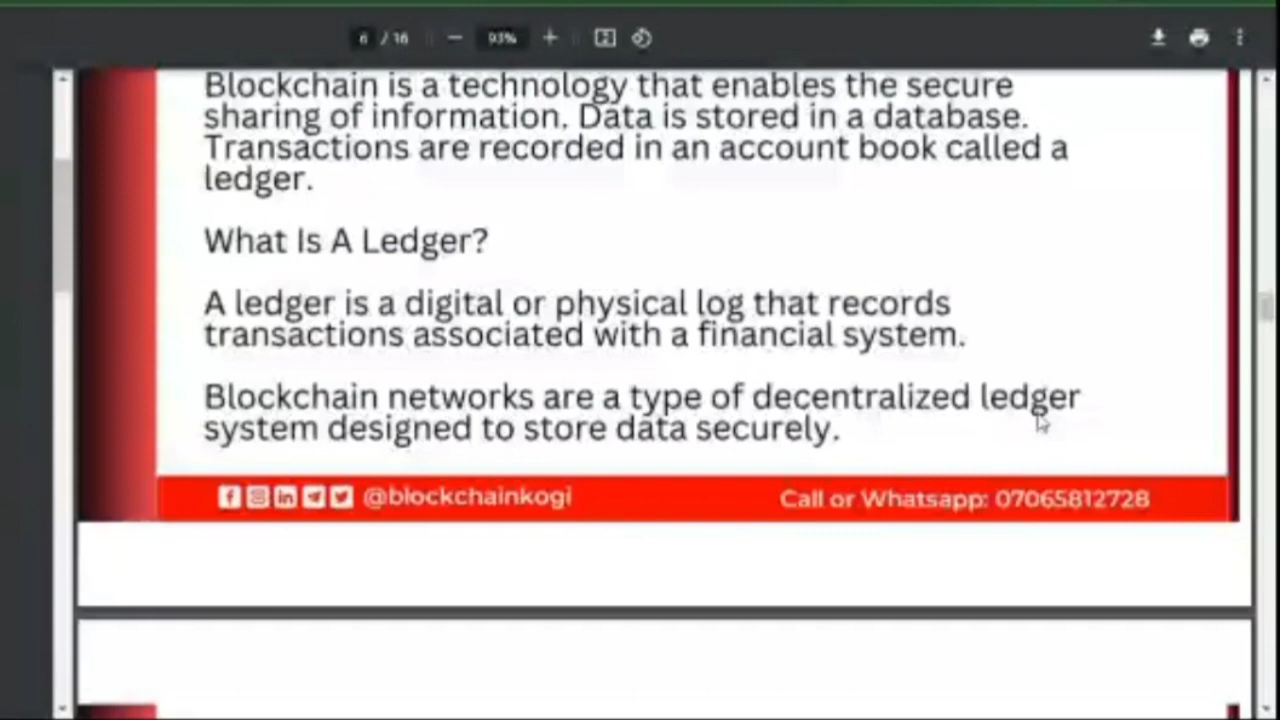 6 / 16 93%
Blockchain is a technology that enables the secure
sharing of information. Data is stored in a database.
Transactions are recorded in an account book called a
ledger.
What Is A Ledger?
A ledger is a digital or physical log that records
transactions associated with a financial system.
Blockchain networks are a type of decentralized ledger
system designed to store data securely.
@blockchainkogi Call or Whatsapp: 07065812728